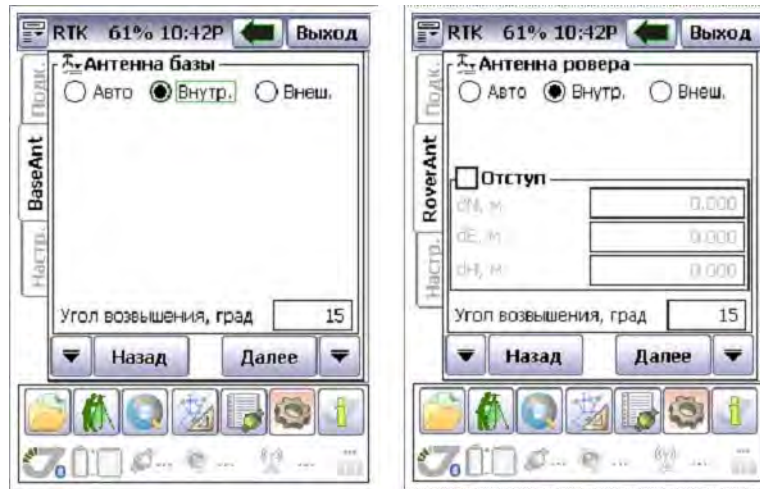 RTK 61% 10:42P Выход
Антенна базы
Авто Внутр. Внеш.
Подк.
BaseAnt
Настр.
Угол возвышения, град 15
Назад Далее
...
...
...
RTK 61% 10:42P Выход
Антенна ровера
Авто Внутр. Внеш.
Подк.
RoverAnt
Настр.
Отступ
dN, м 0.000
dE, м 0.000
dH, м 0.000
Угол возвышения, град 15
Назад Далее
...
...
...